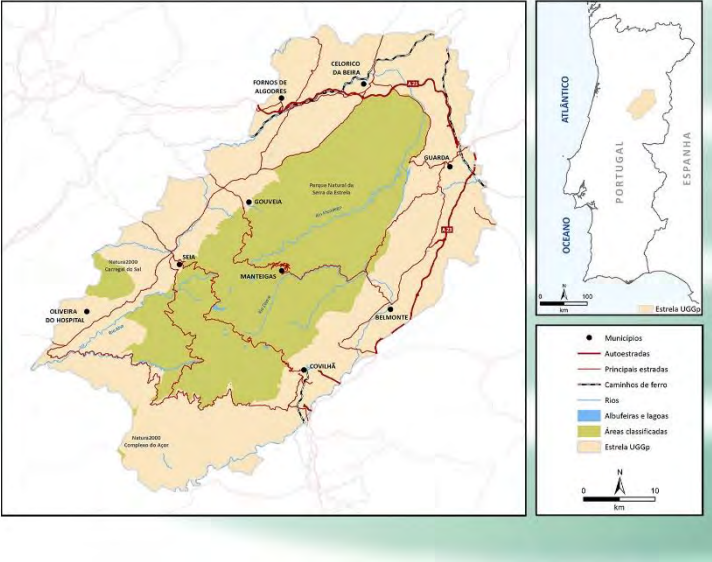 CELORICO
DA BEIRA
FORNOS DE
ALGODRES
A 25
GUARDA
Parque Natural da
Serra da Estrela
GOUVEIA
Rio Mondego
A 23
SEIA
Natura2000
Carregal do Sal
MANTEIGAS
OLIVEIRA
DO HOSPITAL
BELMONTE
COVILHÃ
Natura2000
Complexo do Açor
ATLÂNTICO
OCEANO
PORTUGAL
ESPANHA
0 100
km
Estrela UGGp
Municípios
Autoestradas
Principais estradas
Caminhos de ferro
Rios
Albufeiras e lagoas
Áreas classificadas
Estrela UGGp
N
0 10
km